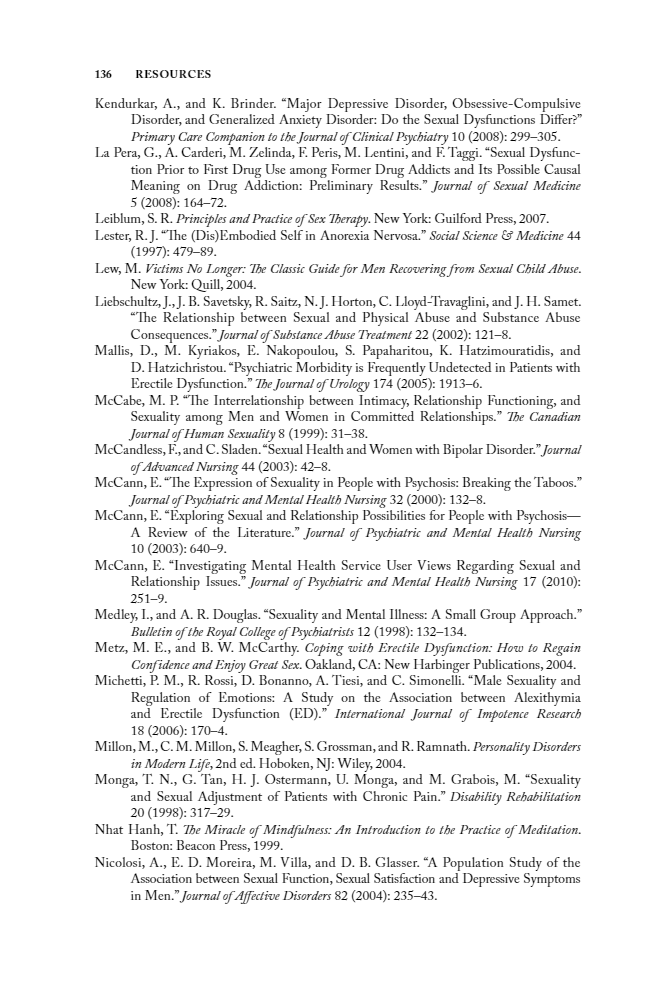 136 RESOURCES
Kendurkar, A., and K. Brinder. “Major Depressive Disorder, Obsessive-Compulsive
Disorder, and Generalized Anxiety Disorder: Do the Sexual Dysfunctions Differ?”
Primary Care Companion to the Journal of Clinical Psychiatry 10 (2008): 299–305.
La Pera, G., A. Carderi, M. Zelinda, F. Peris, M. Lentini, and F. Taggi. “Sexual Dysfunc-
tion Prior to First Drug Use among Former Drug Addicts and Its Possible Causal
Meaning on Drug Addiction: Preliminary Results.” Journal of Sexual Medicine
5 (2008): 164–72.
Leiblum, S. R. Principles and Practice of Sex Therapy. New York: Guilford Press, 2007.
Lester, R. J. “The (Dis)Embodied Self in Anorexia Nervosa.” Social Science & Medicine 44
(1997): 479–89.
Lew, M. Victims No Longer: The Classic Guide for Men Recovering from Sexual Child Abuse.
New York: Quill, 2004.
Liebschultz, J., J. B. Savetsky, R. Saitz, N. J. Horton, C. Lloyd-Travaglini, and J. H. Samet.
“The Relationship between Sexual and Physical Abuse and Substance Abuse
Consequences.” Journal of Substance Abuse Treatment 22 (2002): 121–8.
Mallis, D., M. Kyriakos, E. Nakopoulou, S. Papaharitou, K. Hatzimouratidis, and
D. Hatzichristou. “Psychiatric Morbidity is Frequently Undetected in Patients with
Erectile Dysfunction.” The Journal of Urology 174 (2005): 1913–6.
McCabe, M. P. “The Interrelationship between Intimacy, Relationship Functioning, and
Sexuality among Men and Women in Committed Relationships.” The Canadian
Journal of Human Sexuality 8 (1999): 31–38.
McCandless, F., and C. Sladen. “Sexual Health and Women with Bipolar Disorder.” Journal
of Advanced Nursing 44 (2003): 42–8.
McCann, E. “The Expression of Sexuality in People with Psychosis: Breaking the Taboos.”
Journal of Psychiatric and Mental Health Nursing 32 (2000): 132–8.
McCann, E. “Exploring Sexual and Relationship Possibilities for People with Psychosis—
A Review of the Literature.” Journal of Psychiatric and Mental Health Nursing
10 (2003): 640–9.
McCann, E. “Investigating Mental Health Service User Views Regarding Sexual and
Relationship Issues.” Journal of Psychiatric and Mental Health Nursing 17 (2010):
251–9.
Medley, I., and A. R. Douglas. “Sexuality and Mental Illness: A Small Group Approach.”
Bulletin of the Royal College of Psychiatrists 12 (1998): 132–134.
Metz, M. E., and B. W. McCarthy. Coping with Erectile Dysfunction: How to Regain
Confidence and Enjoy Great Sex. Oakland, CA: New Harbinger Publications, 2004.
Michetti, P. M., R. Rossi, D. Bonanno, A. Tiesi, and C. Simonelli. “Male Sexuality and
Regulation of Emotions: A Study on the Association between Alexithymia
and Erectile Dysfunction (ED).” International Journal of Impotence Research
18 (2006): 170–4.
Millon, M., C. M. Millon, S. Meagher, S. Grossman, and R. Ramnath. Personality Disorders
in Modern Life, 2nd ed. Hoboken, NJ: Wiley, 2004.
Monga, T. N., G. Tan, H. J. Ostermann, U. Monga, and M. Grabois, M. “Sexuality
and Sexual Adjustment of Patients with Chronic Pain.” Disability Rehabilitation
20 (1998): 317–29.
Nhat Hanh, T. The Miracle of Mindfulness: An Introduction to the Practice of Meditation.
Boston: Beacon Press, 1999.
Nicolosi, A., E. D. Moreira, M. Villa, and D. B. Glasser. “A Population Study of the
Association between Sexual Function, Sexual Satisfaction and Depressive Symptoms
in Men.” Journal of Affective Disorders 82 (2004): 235–43.